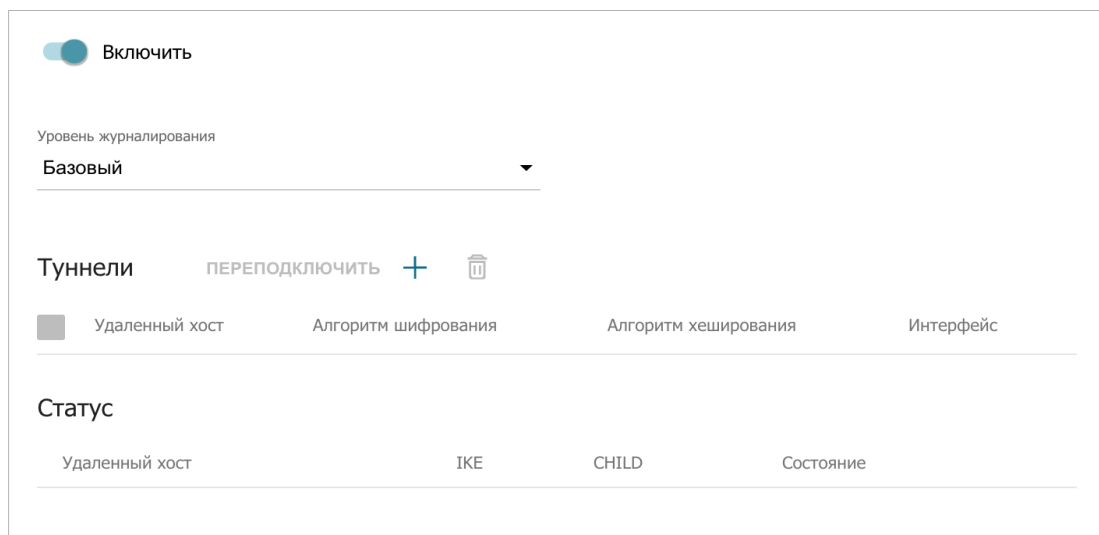 Включить
Уровень журналирования
Базовый
Туннели ПЕРЕПОДКЛЮЧИТЬ
Удаленный хост Алгоритм шифрования Алгоритм хеширования Интерфейс
Статус
Удаленный хост IKE CHILD Состояние